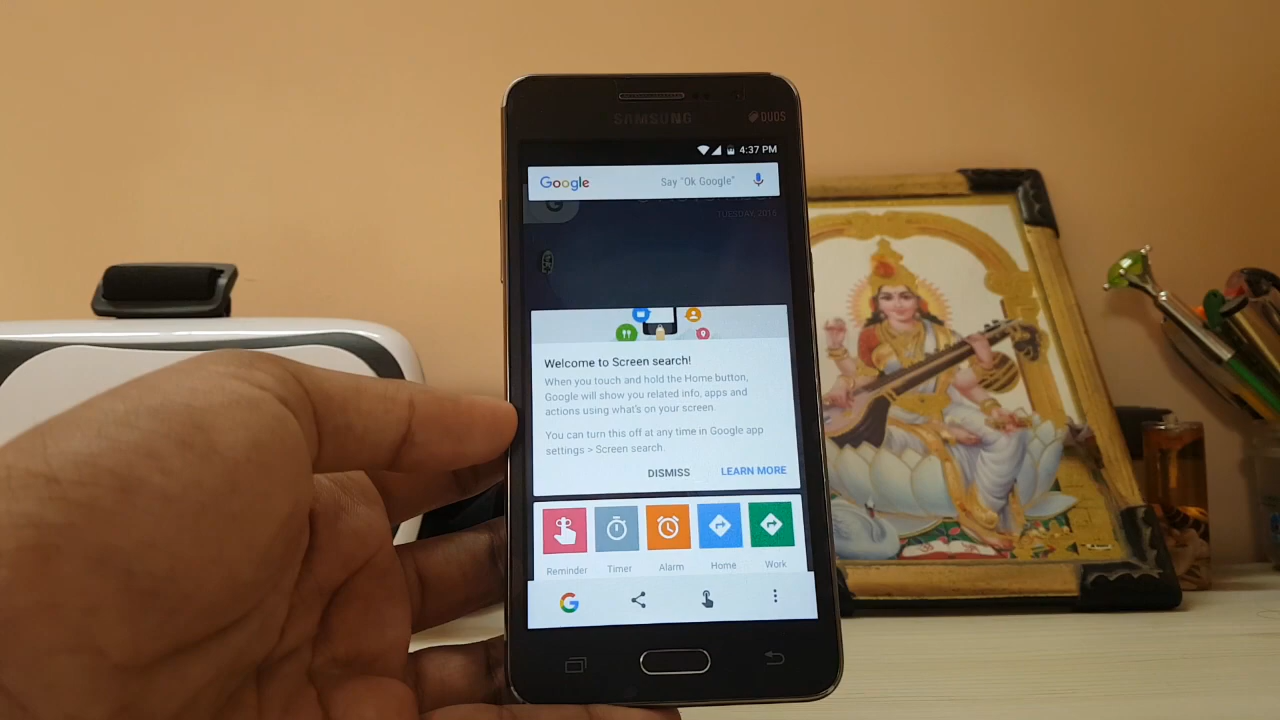 SAMSUNG
DUOS
4:37 PM
Google Say "Ok Google"
TUESDAY 2016
Welcome to Screen search!
When you touch and hold the Home button,
Google will show you related info, apps and
actions using what's on your screen.
You can turn this off at any time in Google app
settings > Screen search.
DISMISS LEARN MORE
Reminder Timer Alarm Home Work
G